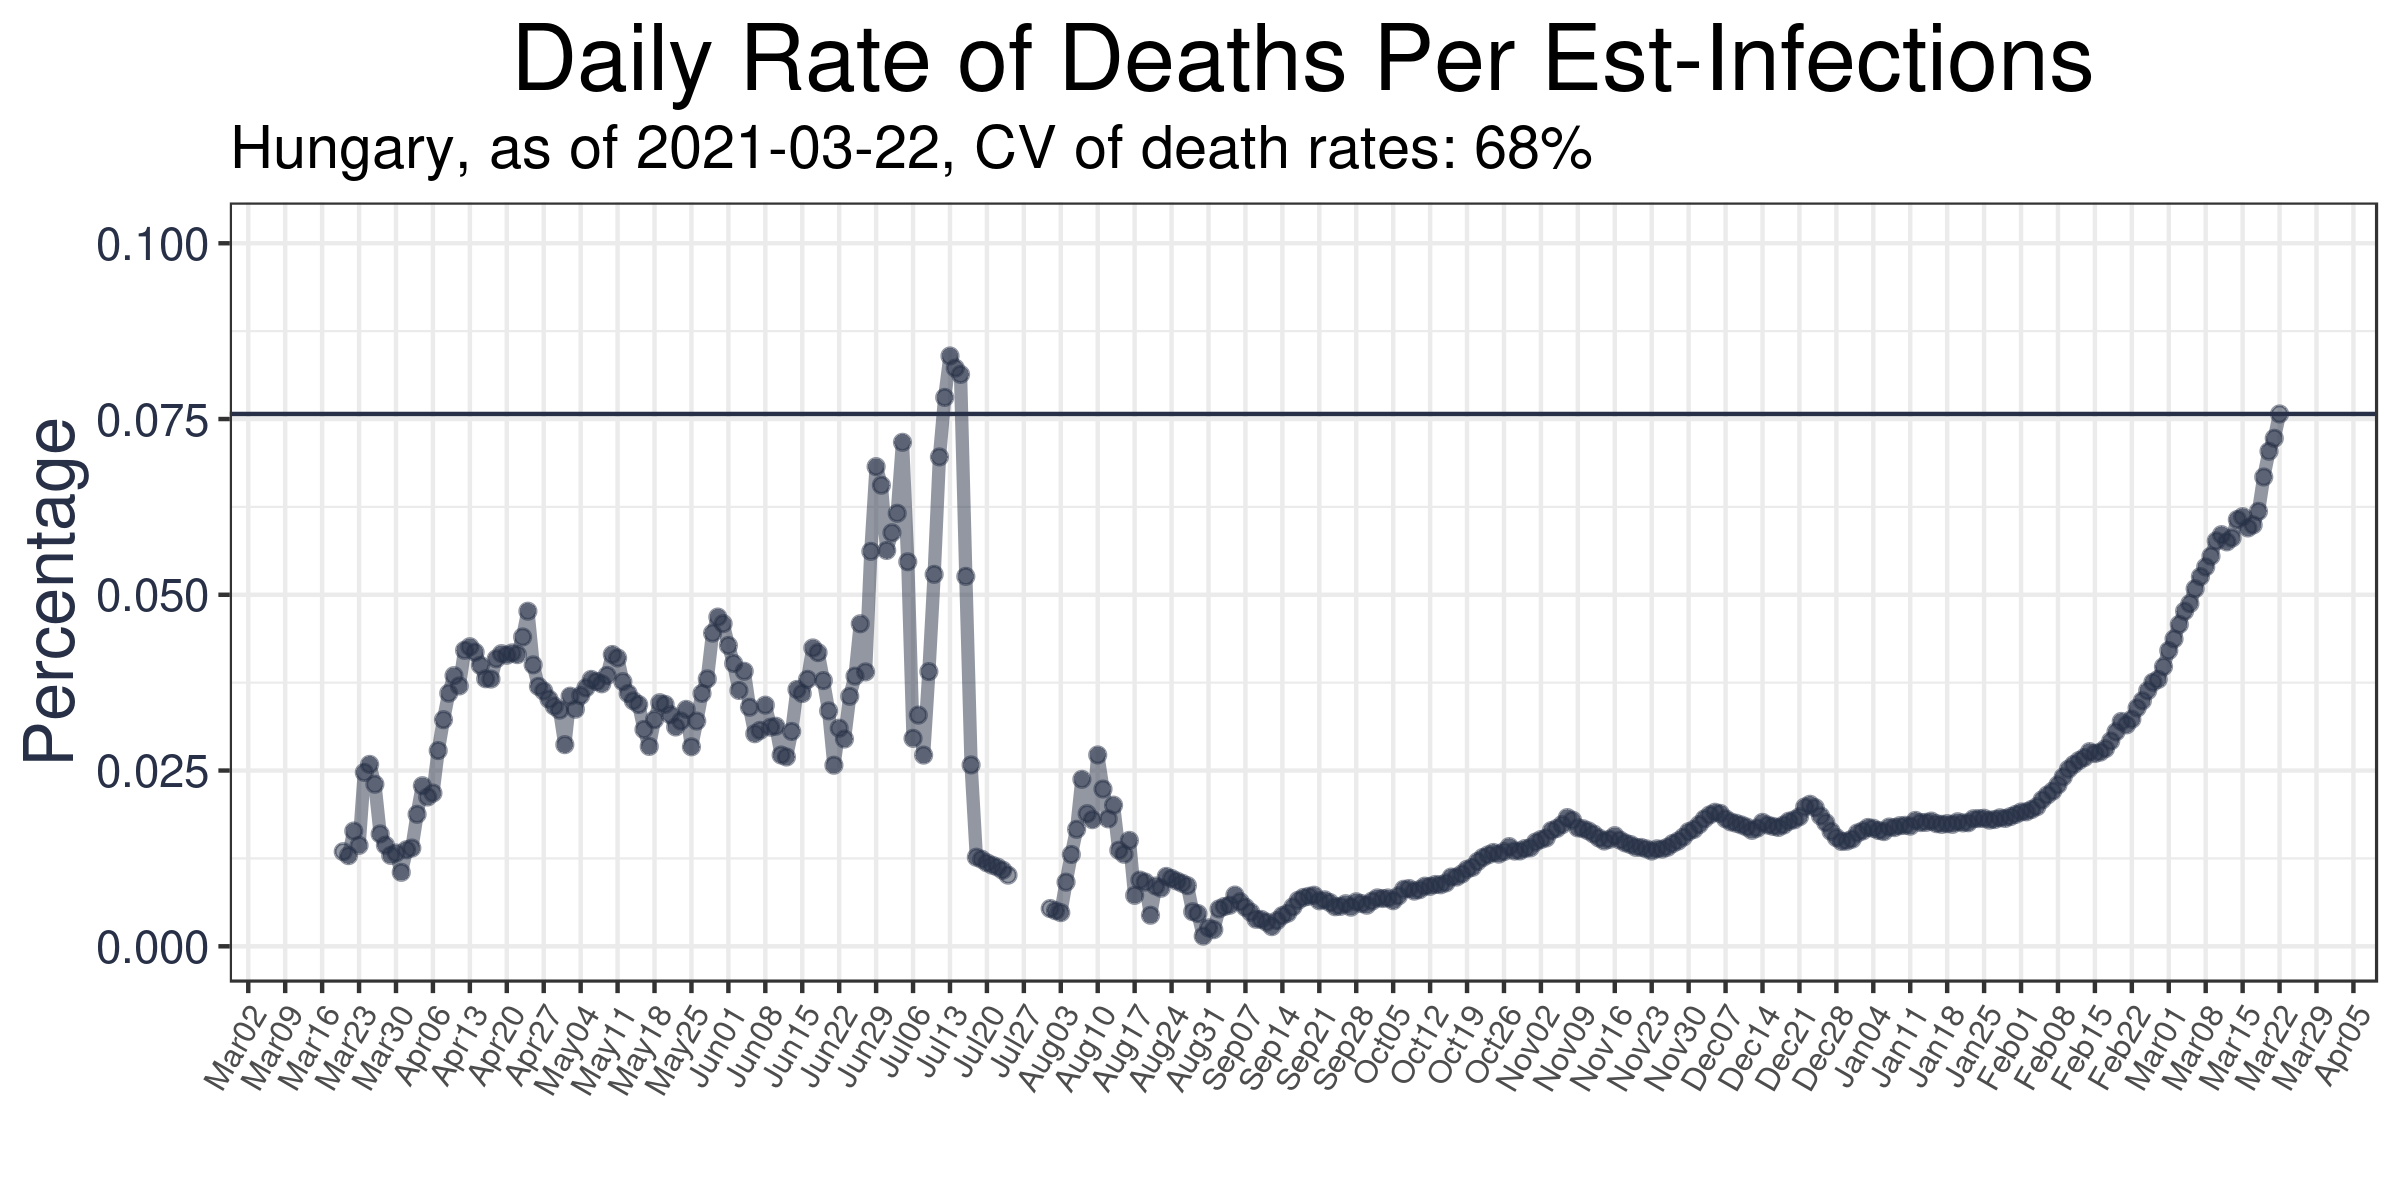 Daily Rate of Deaths Per Est-Infections
Hungary, as of 2021-03-22, CV of death rates: 68%
Percentage
0.100
0.075
0.050
0.025
0.000
Mar02
Mar09
Mar16
Mar23
Mar30
Apr06
Apr13
Apr20
Apr27
May04
May11
May18
May25
Jun01
Jun08
Jun15
Jun22
Jun29
Jul06
Jul13
Jul20
Jul27
Aug03
Aug10
Aug17
Aug24
Aug31
Sep07
Sep14
Sep21
Sep28
Oct05
Oct12
Oct19
Oct26
Nov02
Nov09
Nov16
Nov23
Nov30
Dec07
Dec14
Dec21
Dec28
Jan04
Jan11
Jan18
Jan25
Feb01
Feb08
Feb15
Feb22
Mar01
Mar08
Mar15
Mar22
Mar29
Apr05